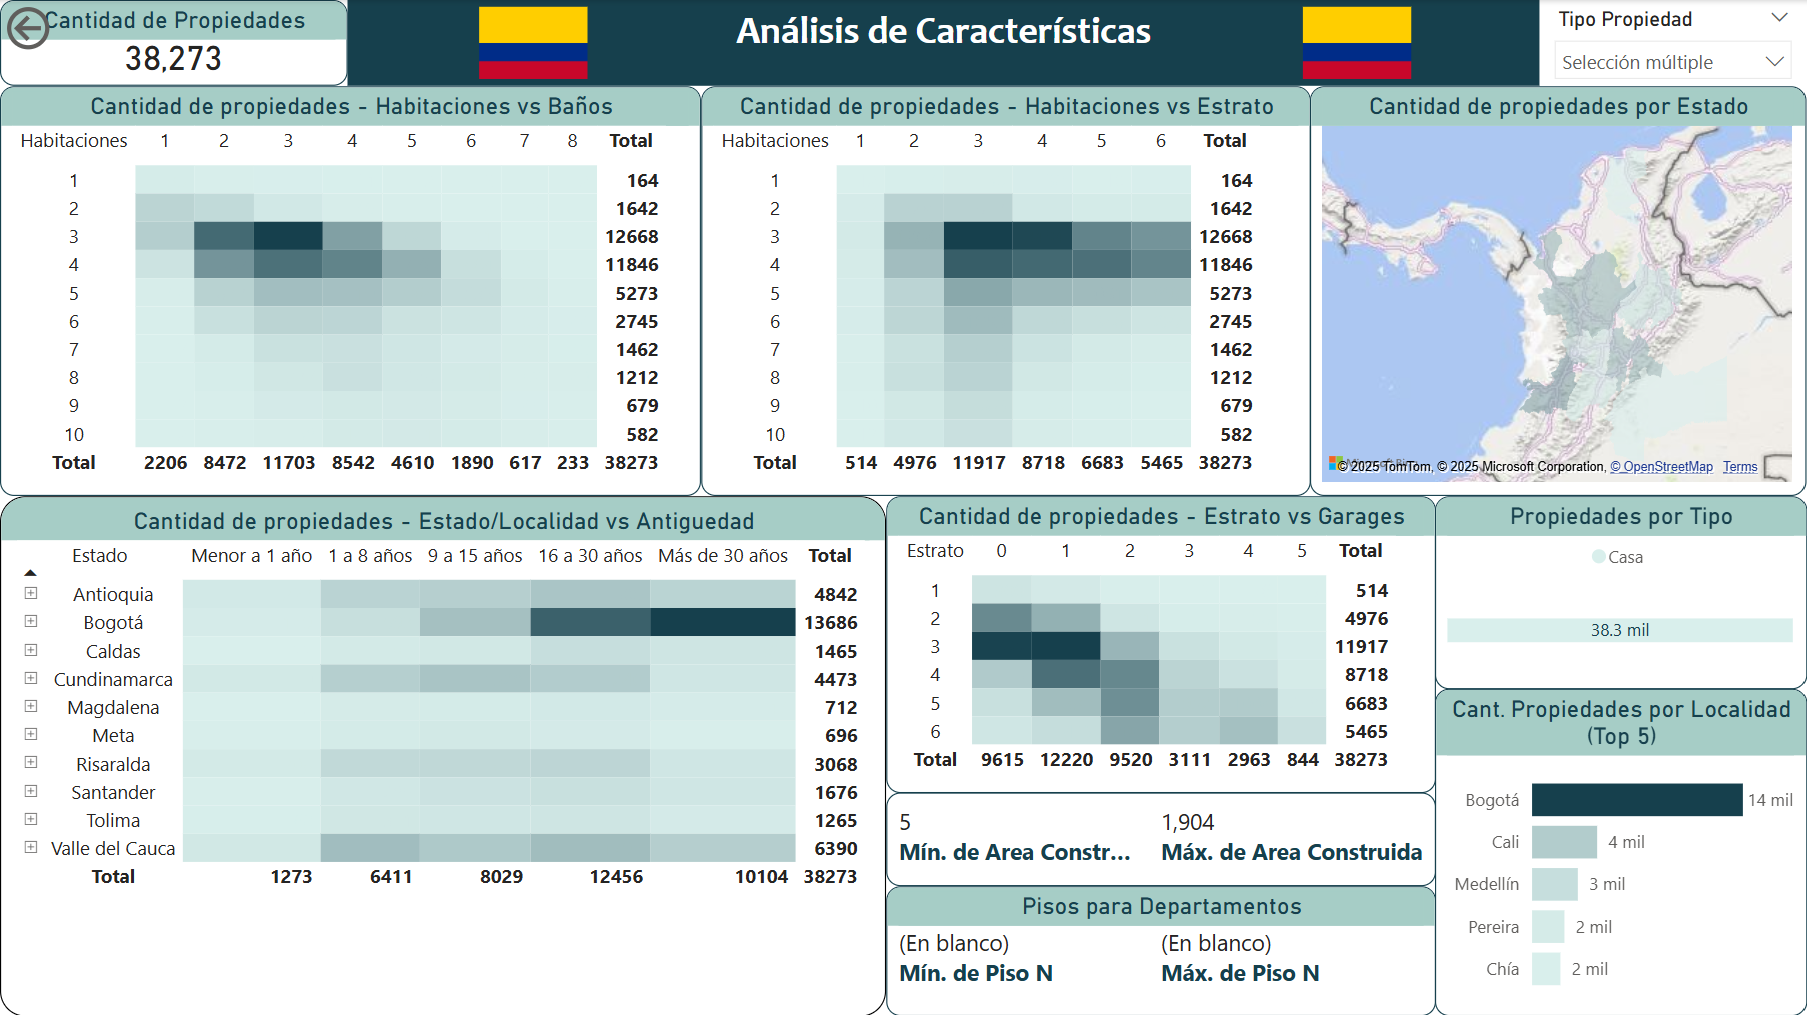 Cantidad de Propiedades
38,273
Análisis de Características
Tipo Propiedad
Selección múltiple
Cantidad de propiedades - Habitaciones vs Baños
Habitaciones 1 2 3 4 5 6 7 8 Total
1 164
2 1642
3 12668
4 11846
5 5273
6 2745
7 1462
8 1212
9 679
10 582
Total 2206 8472 11703 8542 4610 1890 617 233 38273
Cantidad de propiedades - Habitaciones vs Estrato
Habitaciones 1 2 3 4 5 6 Total
1 164
2 1642
3 12668
4 11846
5 5273
6 2745
7 1462
8 1212
9 679
10 582
Total 514 4976 11917 8718 6683 5465 38273
Cantidad de propiedades por Estado
© 2025 TomTom, © 2025 Microsoft Corporation, © OpenStreetMap Terms
Cantidad de propiedades - Estado/Localidad vs Antiguedad
Estado Menor a 1 año 1 a 8 años 9 a 15 años 16 a 30 años Más de 30 años Total
Antioquia 4842
Bogotá 13686
Caldas 1465
Cundinamarca 4473
Magdalena 712
Meta 696
Risaralda 3068
Santander 1676
Tolima 1265
Valle del Cauca 6390
Total 1273 6411 8029 12456 10104 38273
Cantidad de propiedades - Estrato vs Garages
Estrato 0 1 2 3 4 5 Total
1 514
2 4976
3 11917
4 8718
5 6683
6 5465
Total 9615 12220 9520 3111 2963 844 38273
5
Mín. de Area Constr...
1,904
Máx. de Area Construida
Pisos para Departamentos
(En blanco)
Mín. de Piso N
(En blanco)
Máx. de Piso N
Propiedades por Tipo
Casa
38.3 mil
Cant. Propiedades por Localidad
(Top 5)
Bogotá 14 mil
Cali 4 mil
Medellín 3 mil
Pereira 2 mil
Chía 2 mil